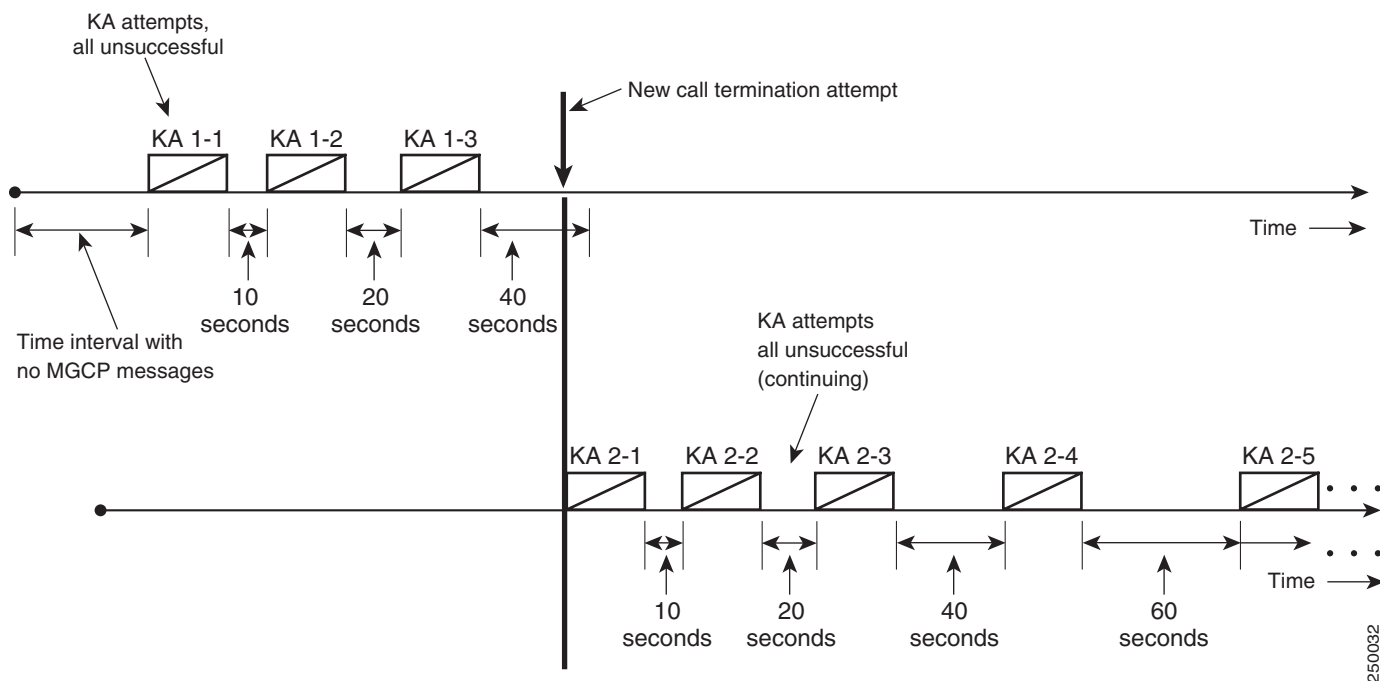 KA attempts,
all unsuccessful
New call termination attempt
KA 1-1
KA 1-2
KA 1-3
Time
10
seconds
20
seconds
40
seconds
Time interval with
no MGCP messages
KA attempts
all unsuccessful
(continuing)
KA 2-1
KA 2-2
KA 2-3
KA 2-4
KA 2-5
. . .
. . .
Time
10
seconds
20
seconds
40
seconds
60
seconds
250032